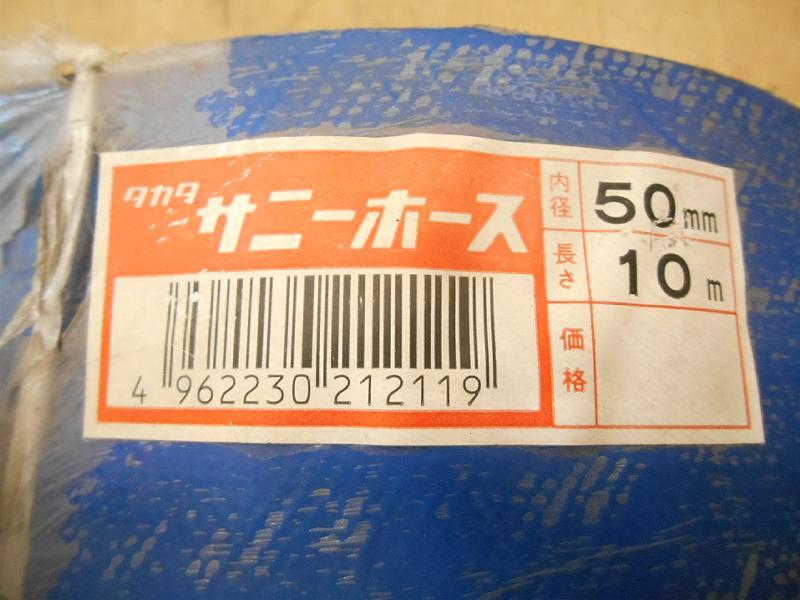 タカタ
サニーホース
4 962230 212119
内径 50mm
長さ 10m
価格